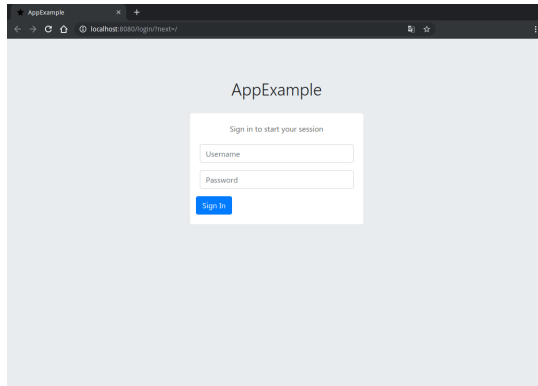 AppExample
localhost:8080/login/?next=/
AppExample
Sign in to start your session
Username
Password
Sign In